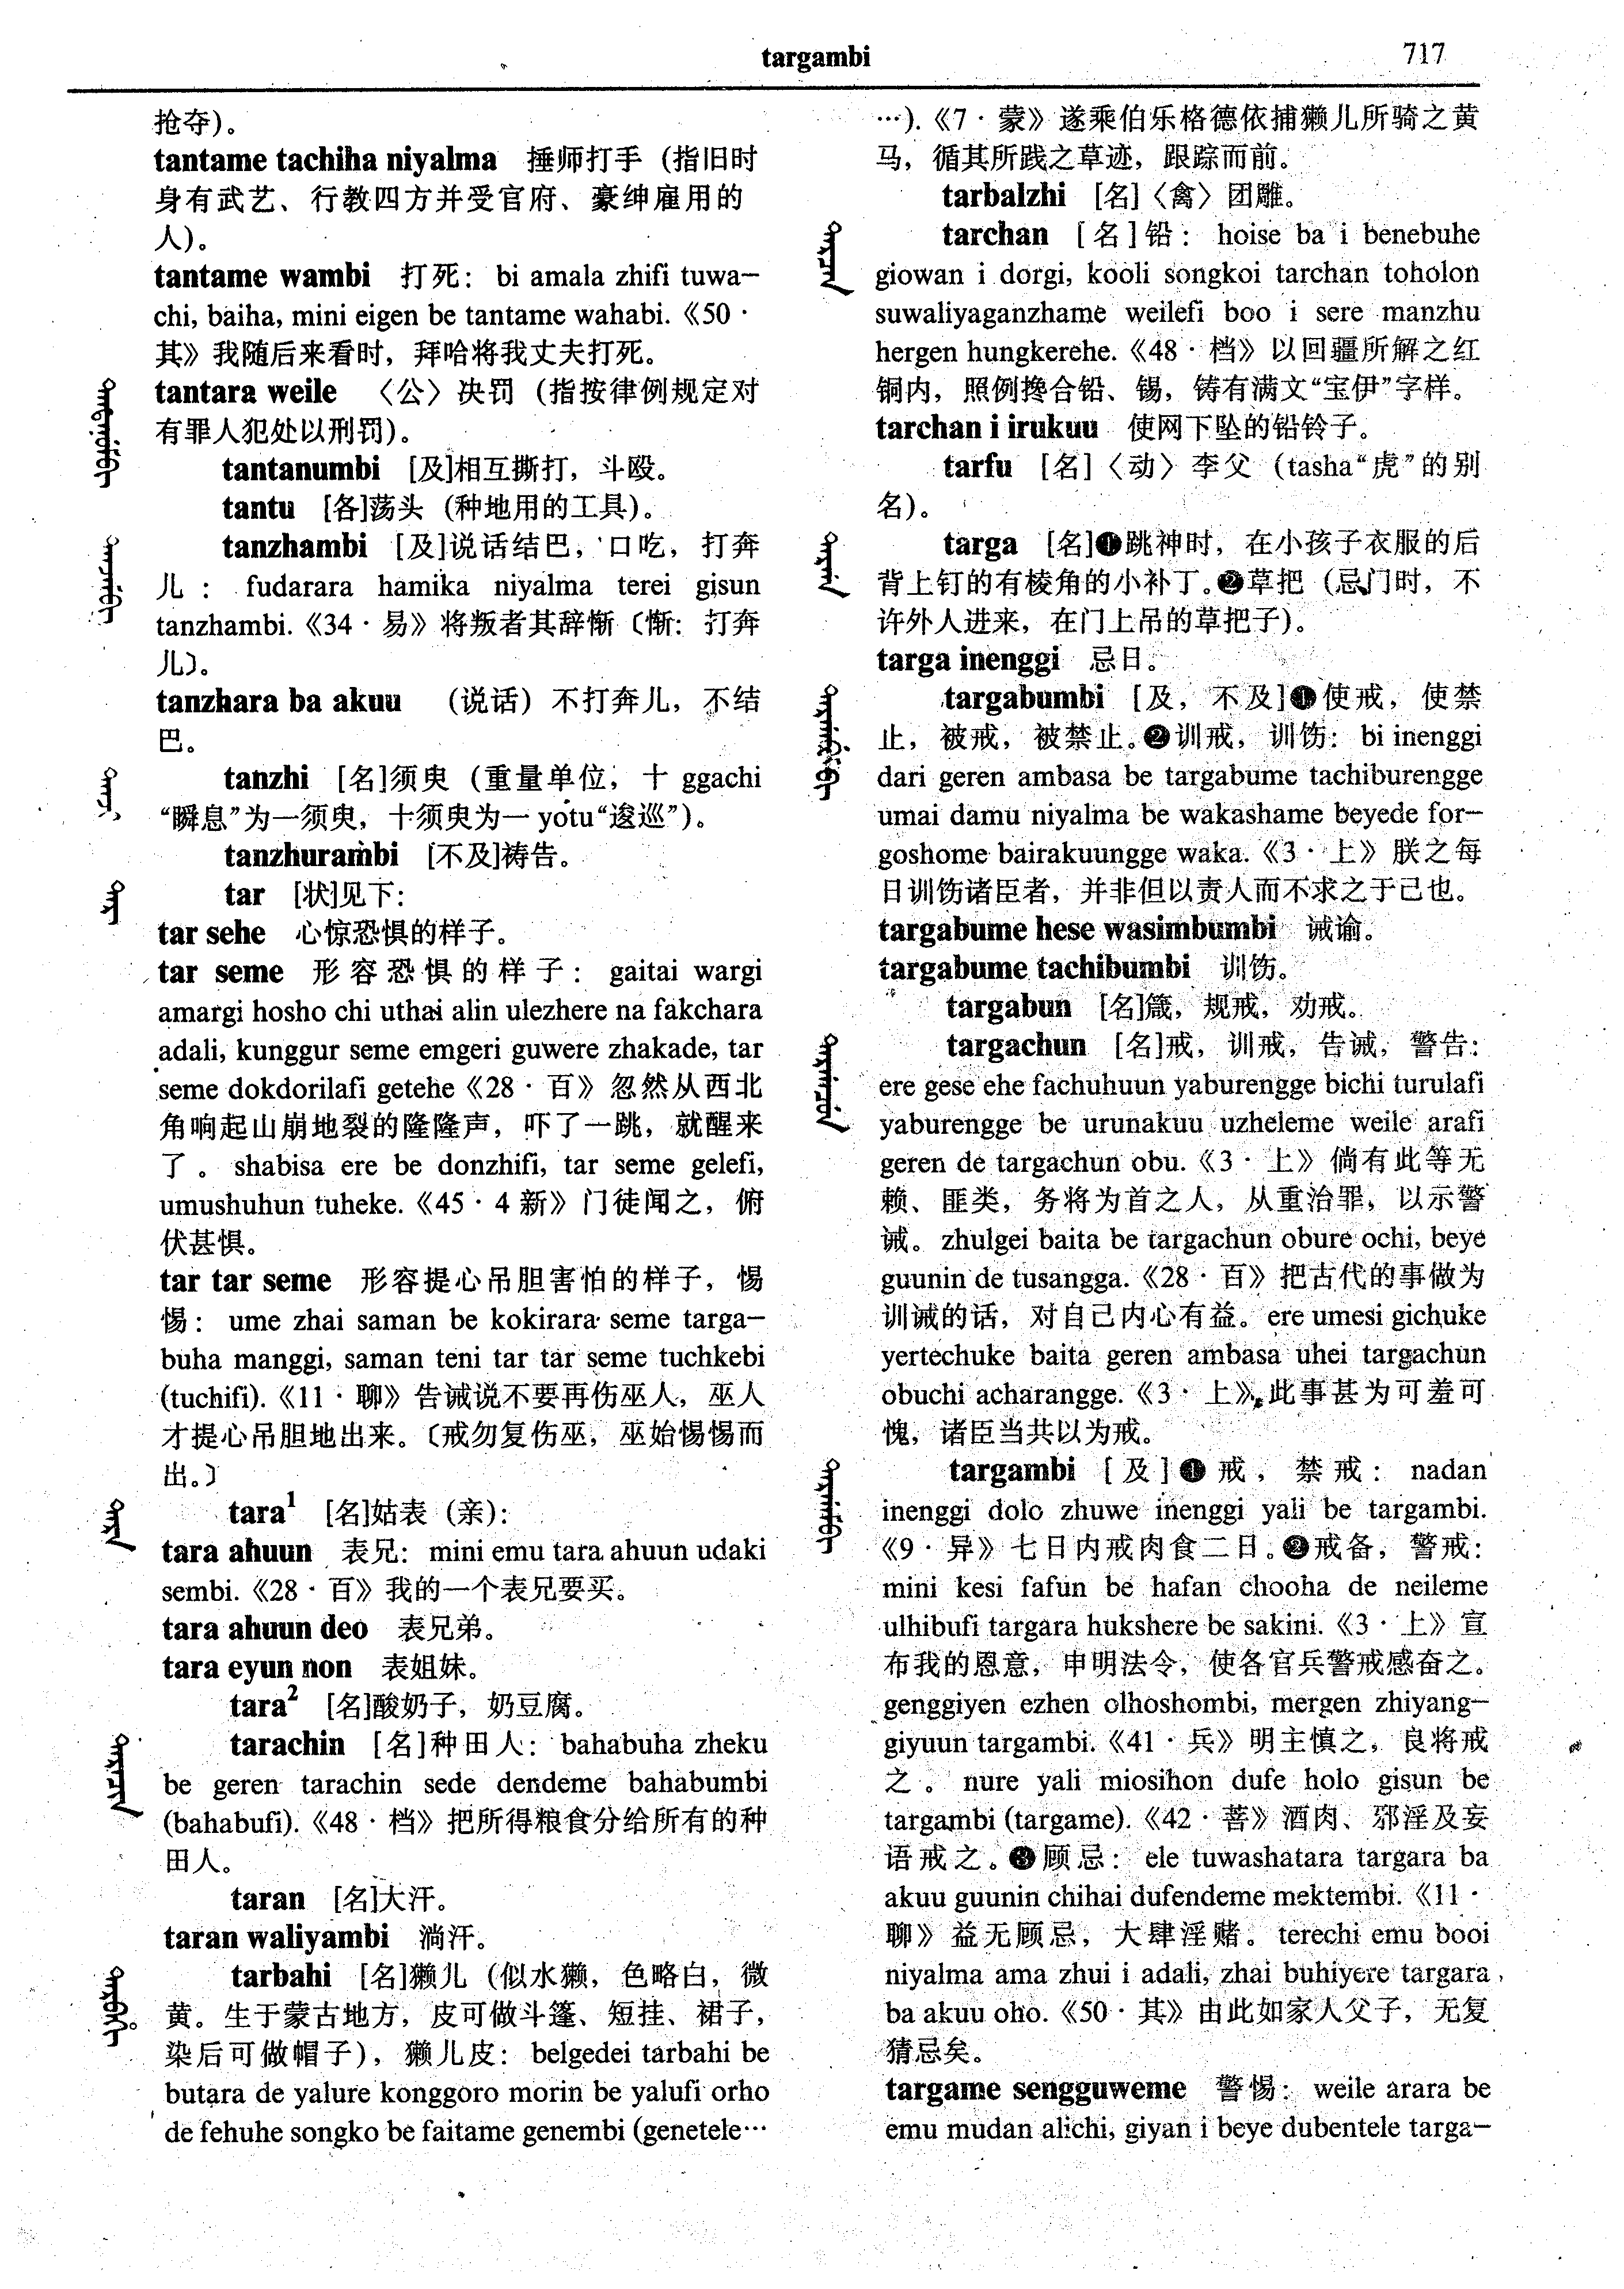 targambi
717
抢夺)。
tantame tachiha niyalma 捶师打手 (指旧时
身有武艺、行教四方并受官府、豪绅雇用的
人)。
tantame wambi 打死: bi amala zhifi tuwa—
chi, baiha, mini eigen be tantame wahabi.《50 ·
其》我随后来看时, 拜哈将我丈夫打死。
tantara weile 〈公〉决罚 (指按律例规定对
有罪人犯处以刑罚)。
tantanumbi [及]相互撕打, 斗殴。
tantu [各]荡头 (种地用的工具)。
tanzhambi [及]说话结巴, 口吃, 打奔
儿: fudarara hamika niyalma terei gisun
tanzhambi.《34 · 易》将叛者其辞惭〔惭: 打奔
儿〕。
tanzhara ba akuu (说话) 不打奔儿, 不结
巴。
tanzhi [名]须臾 (重量单位, 十 ggachi
“瞬息”为一须臾, 十须臾为一 yotu“逡巡”)。
tanzhurambi [不及]祷告。
tar [状]见下:
tar sehe 心惊恐惧的样子。
tar seme 形容恐惧的样子: gaitai wargi
amargi hosho chi uthai alin ulezhere na fakchara
adali, kunggur seme emgeri guwere zhakade, tar
seme dokdorilafi getehe《28 · 百》忽然从西北
角响起山崩地裂的隆隆声, 吓了一跳, 就醒来
了。 shabisa ere be donzhifi, tar seme gelefi,
umushuhun tuheke.《45 · 4 新》门徒闻之, 俯
伏甚惧。
tar tar seme 形容提心吊胆害怕的样子, 惕
惕: ume zhai saman be kokirara seme targa—
buha manggi, saman teni tar tar seme tuchkebi
(tuchifi).《11 · 聊》告诫说不要再伤巫人, 巫人
才提心吊胆地出来。〔戒勿复伤巫, 巫始惕惕而
出。〕
tara¹ [名]姑表 (亲):
tara ahuun 表兄: mini emu tara ahuun udaki
sembi.《28 · 百》我的一个表兄要买。
tara ahuun deo 表兄弟。
tara eyun non 表姐妹。
tara² [名]酸奶子, 奶豆腐。
tarachin [名]种田人: bahabuha zheku
be geren tarachin sede dendeme bahabumbi
(bahabufi).《48 · 档》把所得粮食分给所有的种
田人。
taran [名]大汗。
taran waliyambi 淌汗。
tarbahi [名]獭儿 (似水獭, 色略白, 微
黄。生于蒙古地方, 皮可做斗篷、短挂、裙子,
染后可做帽子), 獭儿皮: belgedei tarbahi be
butara de yalure konggoro morin be yalufi orho
de fehuhe songko be faitame genembi (genetele…
…).《7 · 蒙》遂乘伯乐格德依捕獭儿所骑之黄
马, 循其所践之草迹, 跟踪而前。
tarbalzhi [名]〈禽〉团雕。
tarchan [名]铅: hoise ba i benebuhe
giowan i dorgi, kooli songkoi tarchan toholon
suwaliyaganzhame weilefi boo i sere manzhu
hergen hungkerehe.《48 · 档》以回疆所解之红
铜内, 照例搀合铅、锡, 铸有满文“宝伊”字样。
tarchan i irukuu 使网下坠的铅铃子。
tarfu [名]〈动〉李父 (tasha“虎”的别
名)。
targa [名]❶跳神时, 在小孩子衣服的后
背上钉的有棱角的小补丁。❷草把 (忌门时, 不
许外人进来, 在门上吊的草把子)。
targa inenggi 忌日。
targabumbi [及, 不及]❶使戒, 使禁
止, 被戒, 被禁止。❷训戒, 训饬: bi inenggi
dari geren ambasa be targabume tachiburengge
umai damu niyalma be wakashame beyede for—
goshome bairakuungge waka.《3 · 上》朕之每
日训饬诸臣者, 并非但以责人而不求之于己也。
targabume hese wasimbumbi 诫谕。
targabume tachibumbi 训饬。
targabun [名]箴, 规戒, 劝戒。
targachun [名]戒, 训戒, 告诫, 警告:
ere gese ehe fachuhuun yaburengge bichi turulafi
yaburengge be urunakuu uzheleme weile arafi
geren de targachun obu.《3 · 上》倘有此等无
赖、匪类, 务将为首之人, 从重治罪, 以示警
诫。zhulgei baita be targachun obure ochi, beye
guunin de tusangga.《28 · 百》把古代的事做为
训诫的话, 对自己内心有益。ere umesi gichuke
yertechuke baita geren ambasa uhei targachun
obuchi acharangge.《3 · 上》此事甚为可羞可
愧, 诸臣当共以为戒。
targambi [及]❶戒, 禁戒: nadan
inenggi dolo zhuwe inenggi yali be targambi.
《9 · 异》七日内戒肉食二日。❷戒备, 警戒:
mini kesi fafun be hafan chooha de neileme
ulhibufi targara hukshere be sakini.《3 · 上》宣
布我的恩意, 申明法令, 使各官兵警戒感奋之。
genggiyen ezhen olhoshombi, mergen zhiyang—
giyuun targambi.《41 · 兵》明主慎之, 良将戒
之。 nure yali miosihon dufe holo gisun be
targambi (targame).《42 · 菩》酒肉、邪淫及妄
语戒之。❸顾忌: ele tuwashatara targara ba
akuu guunin chihai dufendeme mektembi.《11 ·
聊》益无顾忌, 大肆淫赌。terechi emu booi
niyalma ama zhui i adali, zhai buhiyere targara
ba akuu oho.《50 · 其》由此如家人父子, 无复
猜忌矣。
targame sengguweme 警惕: weile arara be
emu mudan alichi, giyan i beye dubentele targa—